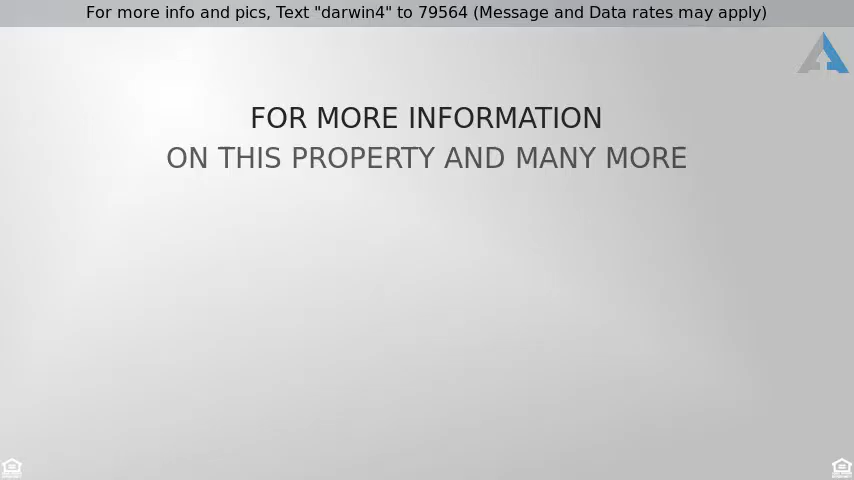 For more info and pics, Text "darwin4" to 79564 (Message and Data rates may apply)
FOR MORE INFORMATION
ON THIS PROPERTY AND MANY MORE